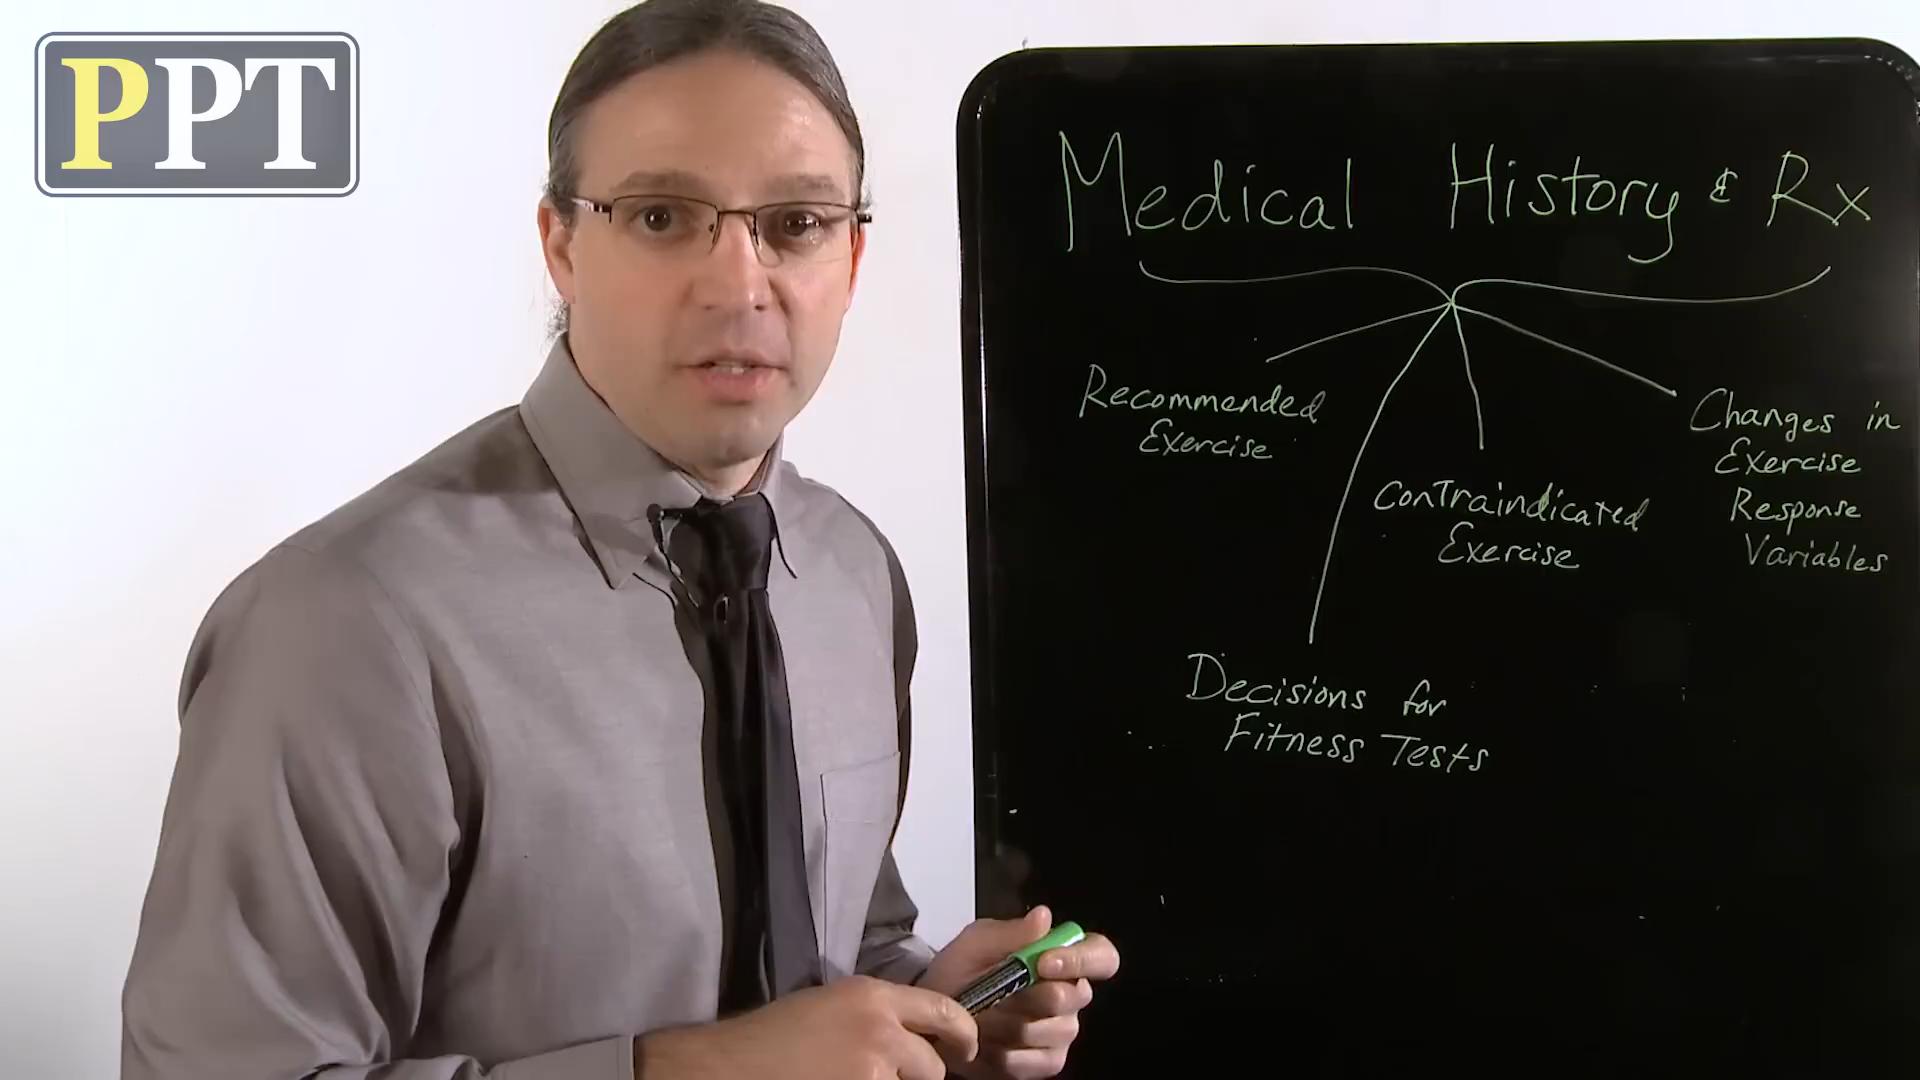 PPT
Medical History & Rx
Recommended
Exercise
Contraindicated
Exercise
Changes in
Exercise
Response
Variables
Decisions for
Fitness Tests